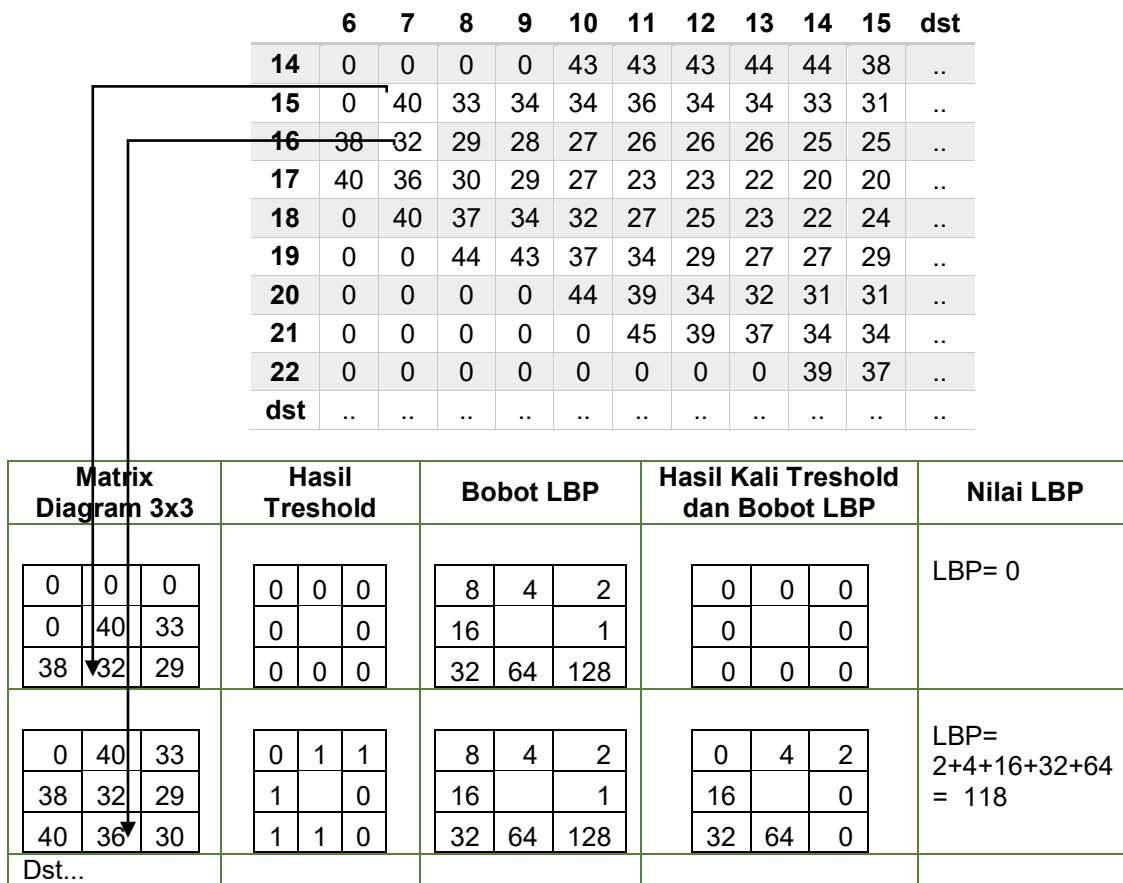 6 7 8 9 10 11 12 13 14 15 dst
14 0 0 0 0 43 43 43 44 44 38 ..
15 0 40 33 34 34 36 34 34 33 31 ..
16 38 32 29 28 27 26 26 26 25 25 ..
17 40 36 30 29 27 23 23 22 20 20 ..
18 0 40 37 34 32 27 25 23 22 24 ..
19 0 0 44 43 37 34 29 27 27 29 ..
20 0 0 0 0 44 39 34 32 31 31 ..
21 0 0 0 0 0 45 39 37 34 34 ..
22 0 0 0 0 0 0 0 0 39 37 ..
dst .. .. .. .. .. .. .. .. .. .. ..
Matrix
Diagram 3x3
Hasil
Treshold
Bobot LBP
Hasil Kali Treshold
dan Bobot LBP
Nilai LBP
0 0 0
0 40 33
38 32 29
0 0 0
0 0
0 0 0
8 4 2
16 1
32 64 128
0 0 0
0 0
0 0 0
LBP= 0
0 40 33
38 32 29
40 36 30
0 1 1
1 0
1 1 0
8 4 2
16 1
32 64 128
0 4 2
16 0
32 64 0
LBP=
2+4+16+32+64
= 118
Dst...